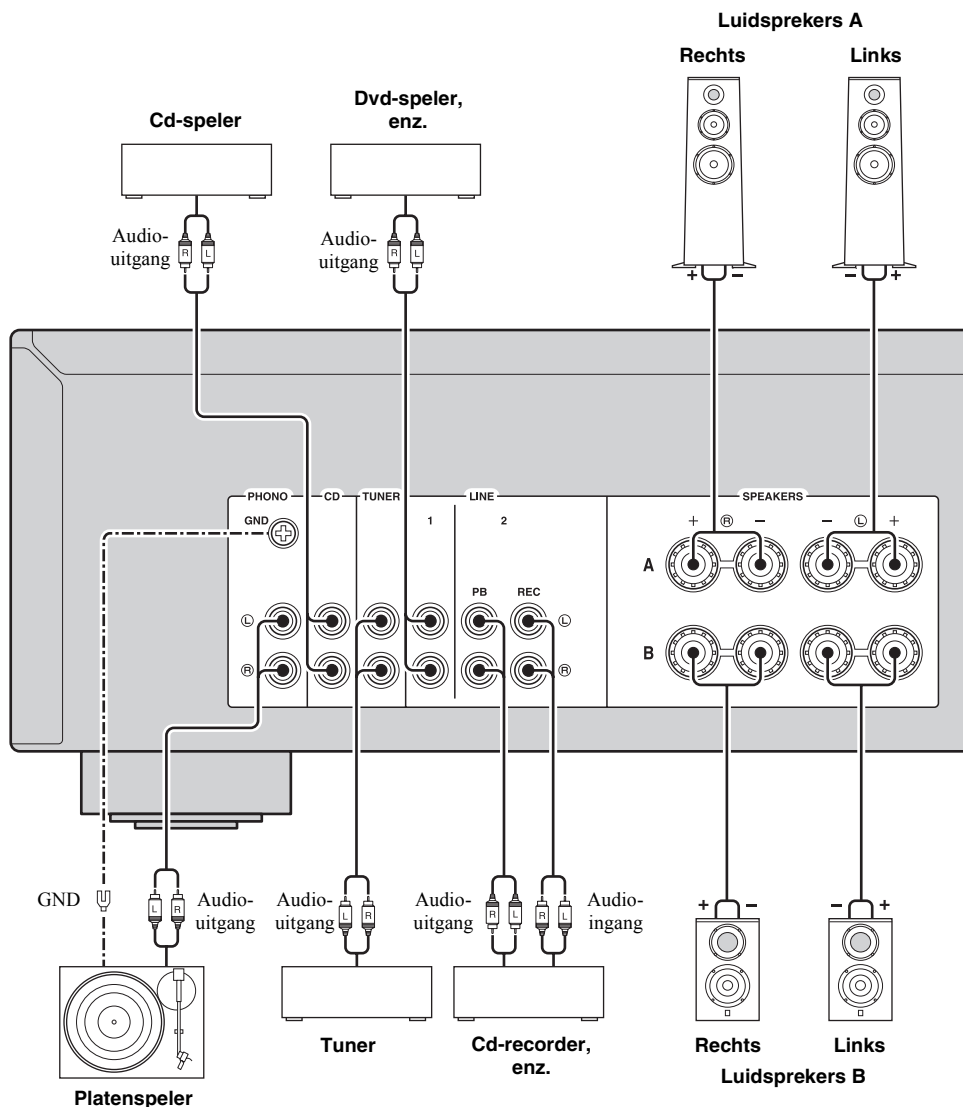 Luidsprekers A
Rechts
Links
Cd-speler
Dvd-speler,
enz.
Audio-
uitgang
R L
Audio-
uitgang
R L
+ −
− +
PHONO
CD
TUNER
LINE
SPEAKERS
GND
1
2
+ R −
− L +
A
PB
REC
L
L
B
R
R
GND
L R
Audio-
uitgang
Audio-
uitgang
L R
Audio-
uitgang
R L
R L
Audio-
ingang
+ −
− +
Platenspeler
Tuner
Cd-recorder,
enz.
Rechts
Links
Luidsprekers B